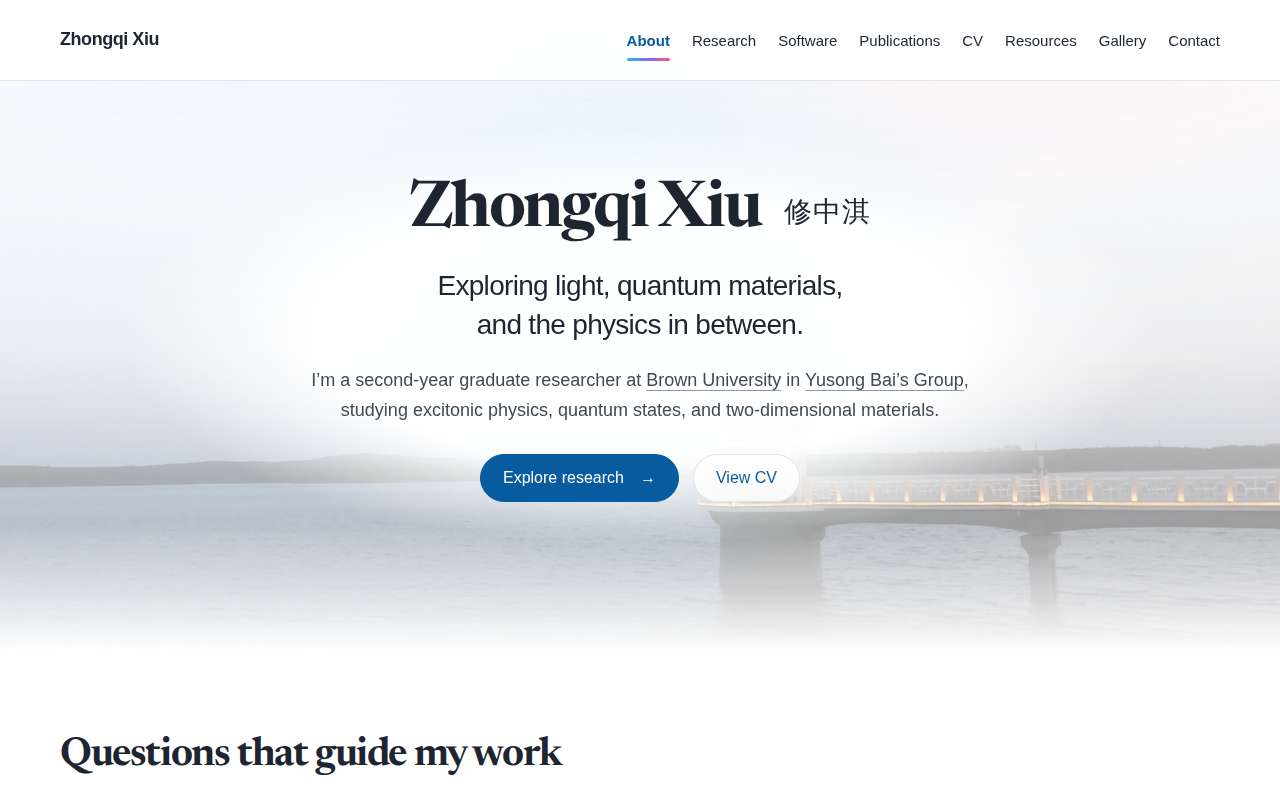 Zhongqi Xiu
About Research Software Publications CV Resources Gallery Contact
Zhongqi Xiu 修中淇
Exploring light, quantum materials,
and the physics in between.
I’m a second-year graduate researcher at Brown University in Yusong Bai’s Group,
studying excitonic physics, quantum states, and two-dimensional materials.
Explore research → View CV
Questions that guide my work